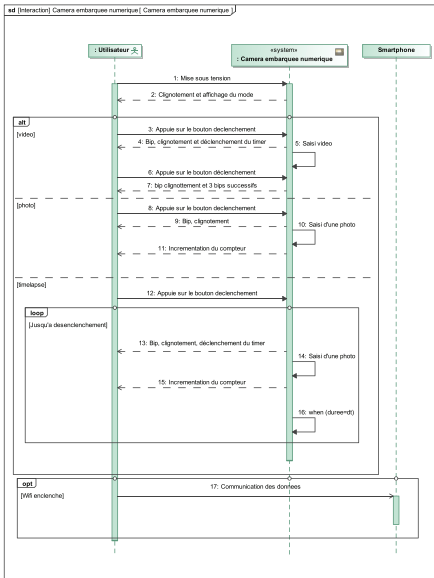 sd [Interaction] Camera embarquee numerique [ Camera embarquee numerique ]
: Utilisateur
«system»
: Camera embarquee numerique
Smartphone
1: Mise sous tension
2: Clignotement et affichage du mode
alt
[video]
3: Appuie sur le bouton declenchement
4: Bip, clignotement et déclenchement du timer
5: Saisi video
6: Appuie sur le bouton declenchement
7: bip clignottement et 3 bips successifs
[photo]
8: Appuie sur le bouton declenchement
9: Bip, clignotement
10: Saisi d'une photo
11: Incrementation du compteur
[timelapse]
12: Appuie sur le bouton declenchement
loop
[Jusqu'a desenclenchement]
13: Bip, clignotement, déclenchement du timer
14: Saisi d'une photo
15: Incrementation du compteur
16: when (duree=dt)
opt
17: Communication des donnees
[Wifi enclenche]